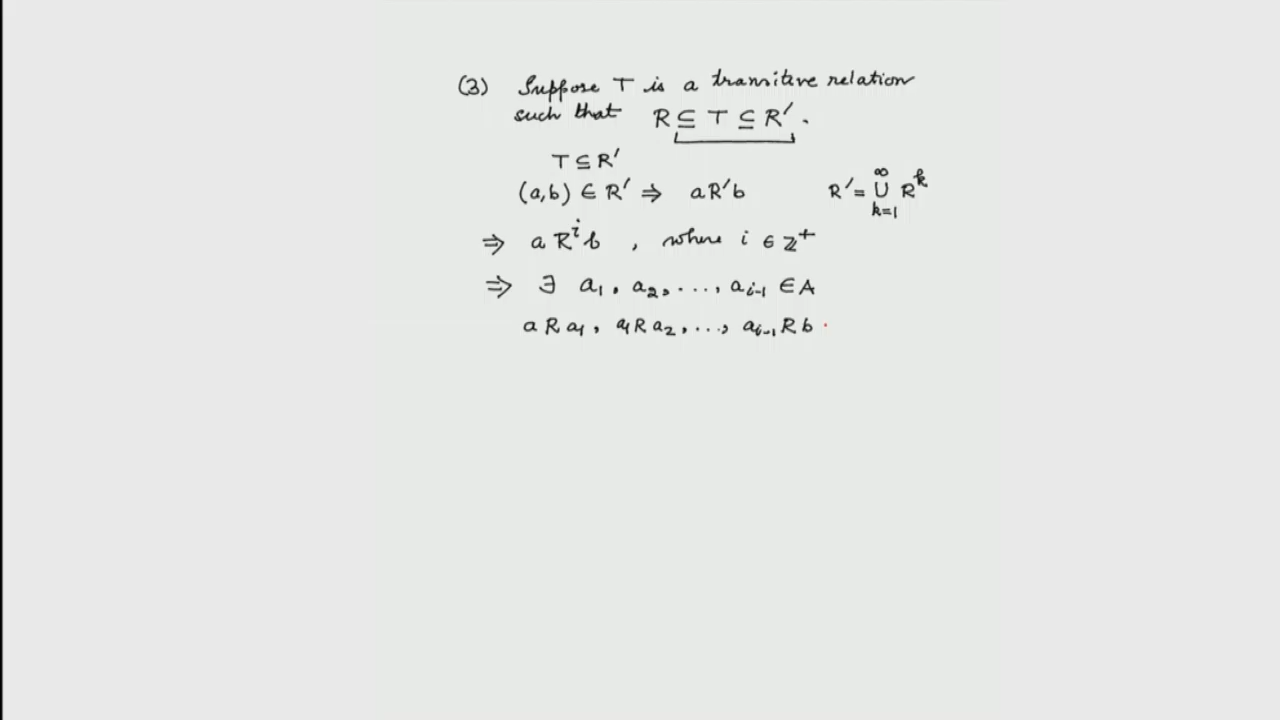 (3) Suppose T is a transitive relation
such that R ⊆ T ⊆ R′ .
T ⊆ R′
(a,b) ∈ R′ ⇒ aR′b R′ = ∞ ∪ k=1 R^k
⇒ a R^i b , where i ∈ ℤ⁺
⇒ ∃ a₁, a₂, ..., a_{i-1} ∈ A
a R a₁, a₁ R a₂, ..., a_{i-1} R b